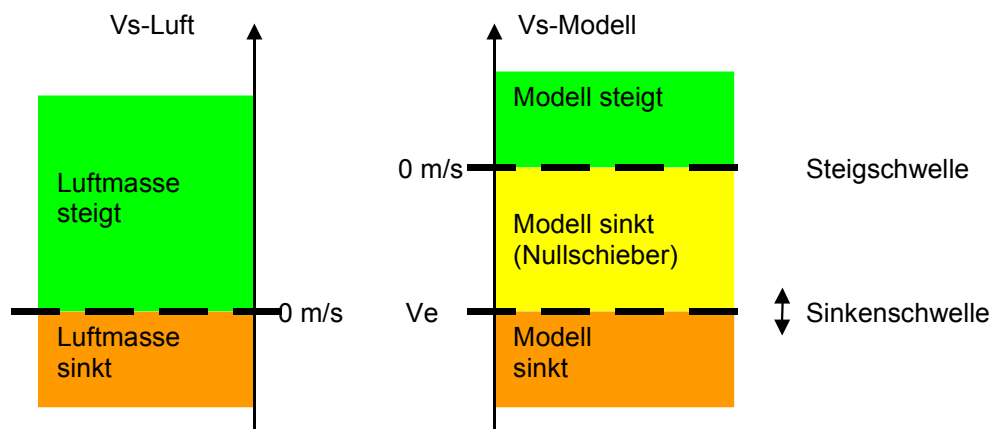 Vs-Luft
Vs-Modell
Modell steigt
0 m/s
Steigschwelle
Luftmasse
steigt
Modell sinkt
(Nullschieber)
0 m/s
Ve
Sinkenschwelle
Luftmasse
sinkt
Modell
sinkt